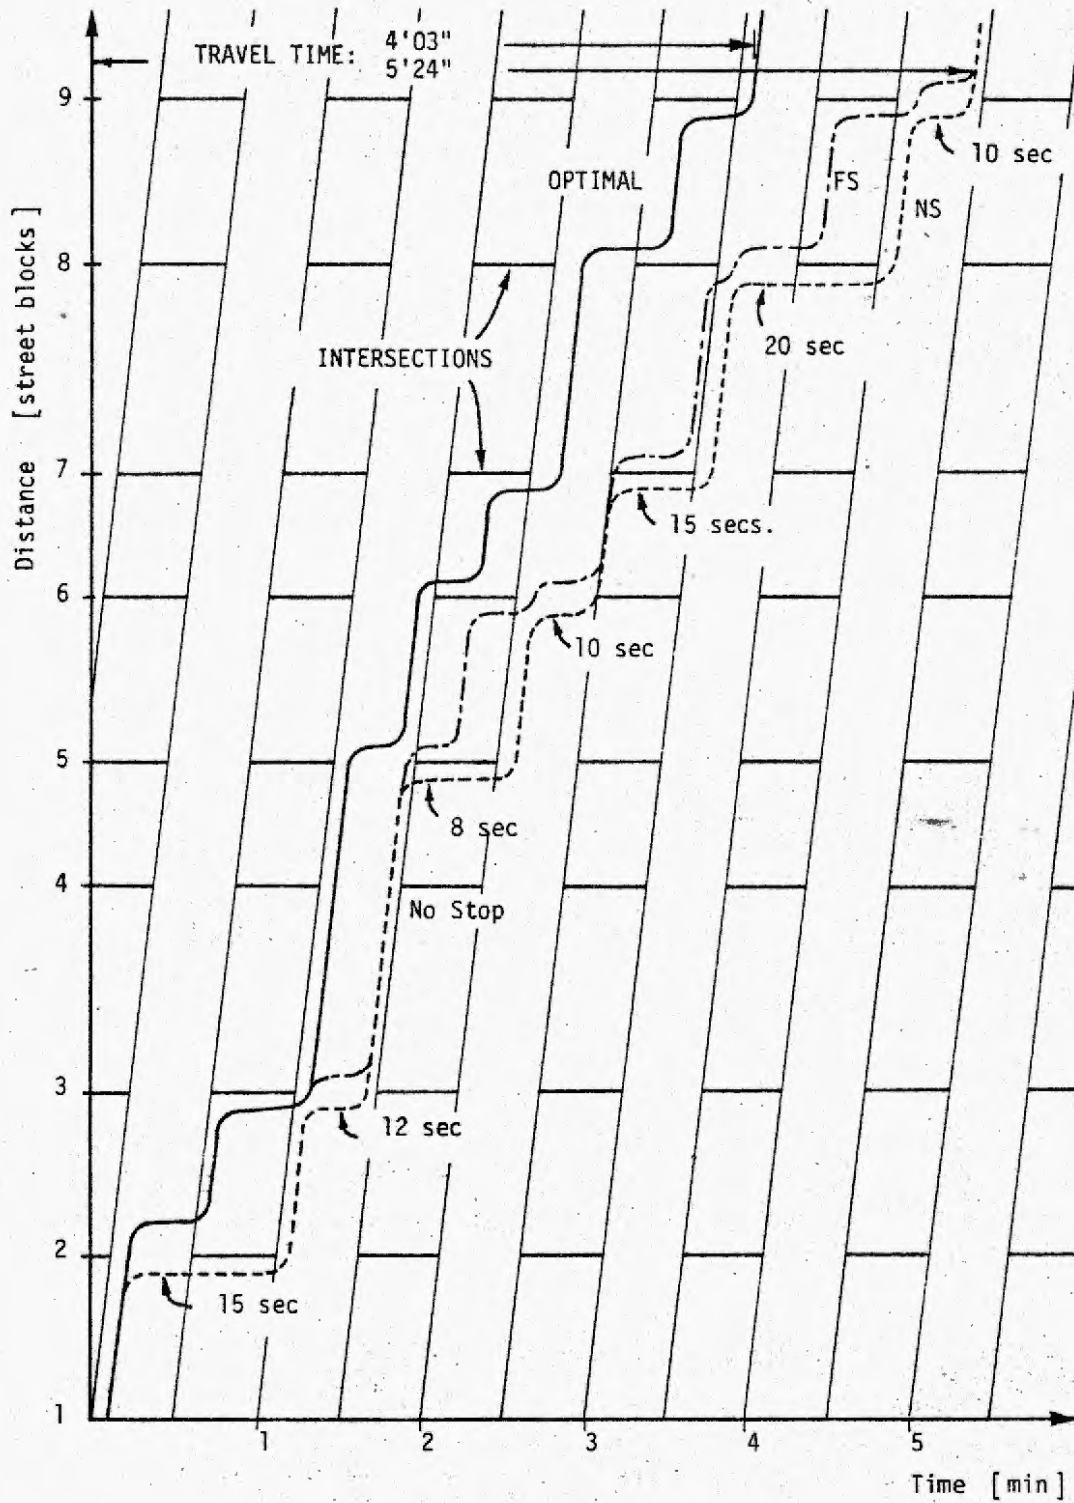 TRAVEL TIME: 4'03"
5'24"
9
10 sec
OPTIMAL
FS
NS
8
20 sec
INTERSECTIONS
Distance [street blocks]
7
15 secs.
6
10 sec
5
8 sec
4
No Stop
3
12 sec
2
15 sec
1
1 2 3 4 5
Time [min]